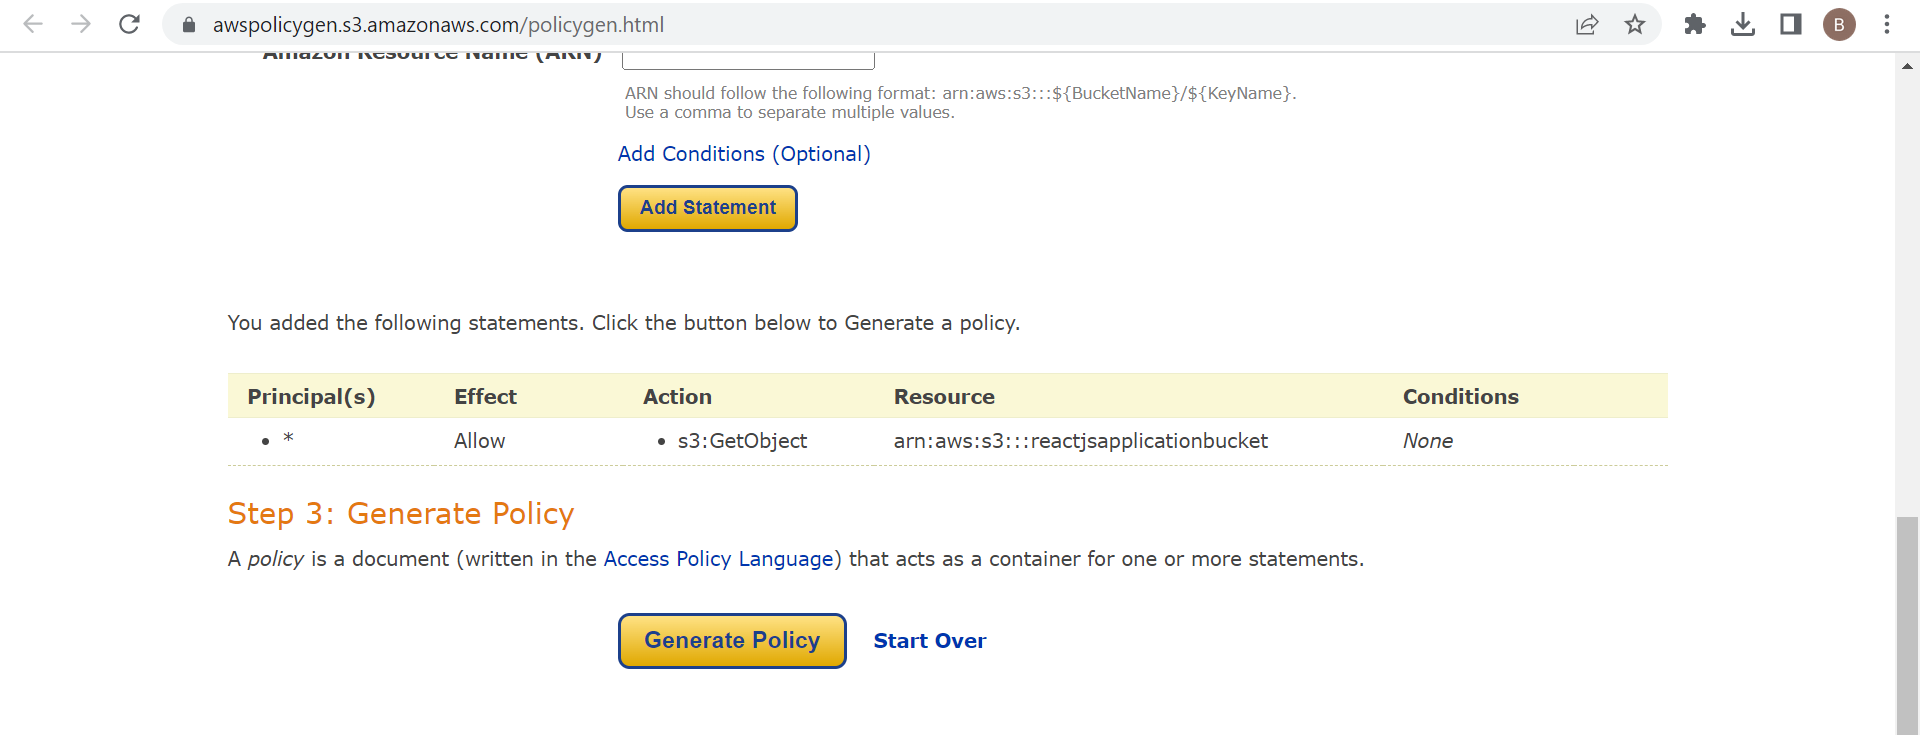 awspolicygen.s3.amazonaws.com/policygen.html
B
Amazon Resource Name (ARN)
ARN should follow the following format: arn:aws:s3:::${BucketName}/${KeyName}.
Use a comma to separate multiple values.
Add Conditions (Optional)
Add Statement
You added the following statements. Click the button below to Generate a policy.
Principal(s) Effect Action Resource Conditions
• * Allow • s3:GetObject arn:aws:s3:::reactjsapplicationbucket None
Step 3: Generate Policy
A policy is a document (written in the Access Policy Language) that acts as a container for one or more statements.
Generate Policy Start Over